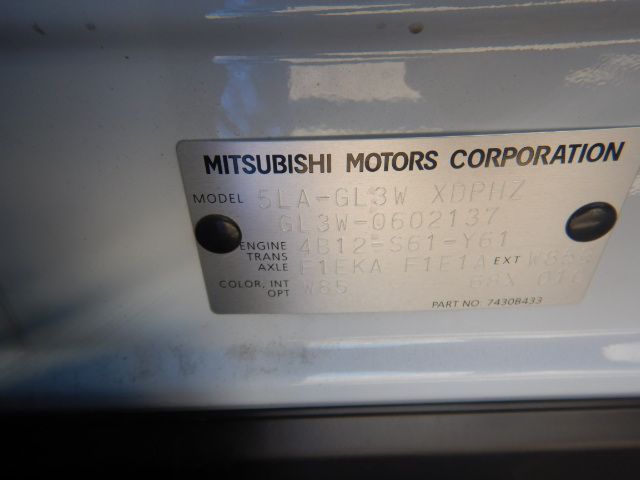 MITSUBISHI MOTORS CORPORATION
MODEL 5LA-GL3W XDPHZ
GL3W-0602137
ENGINE 4B12-S61-Y61
TRANS AXLE F1EKA F1E1A EXT
COLOR, INT OPT W85 68X
PART NO: 7430B433